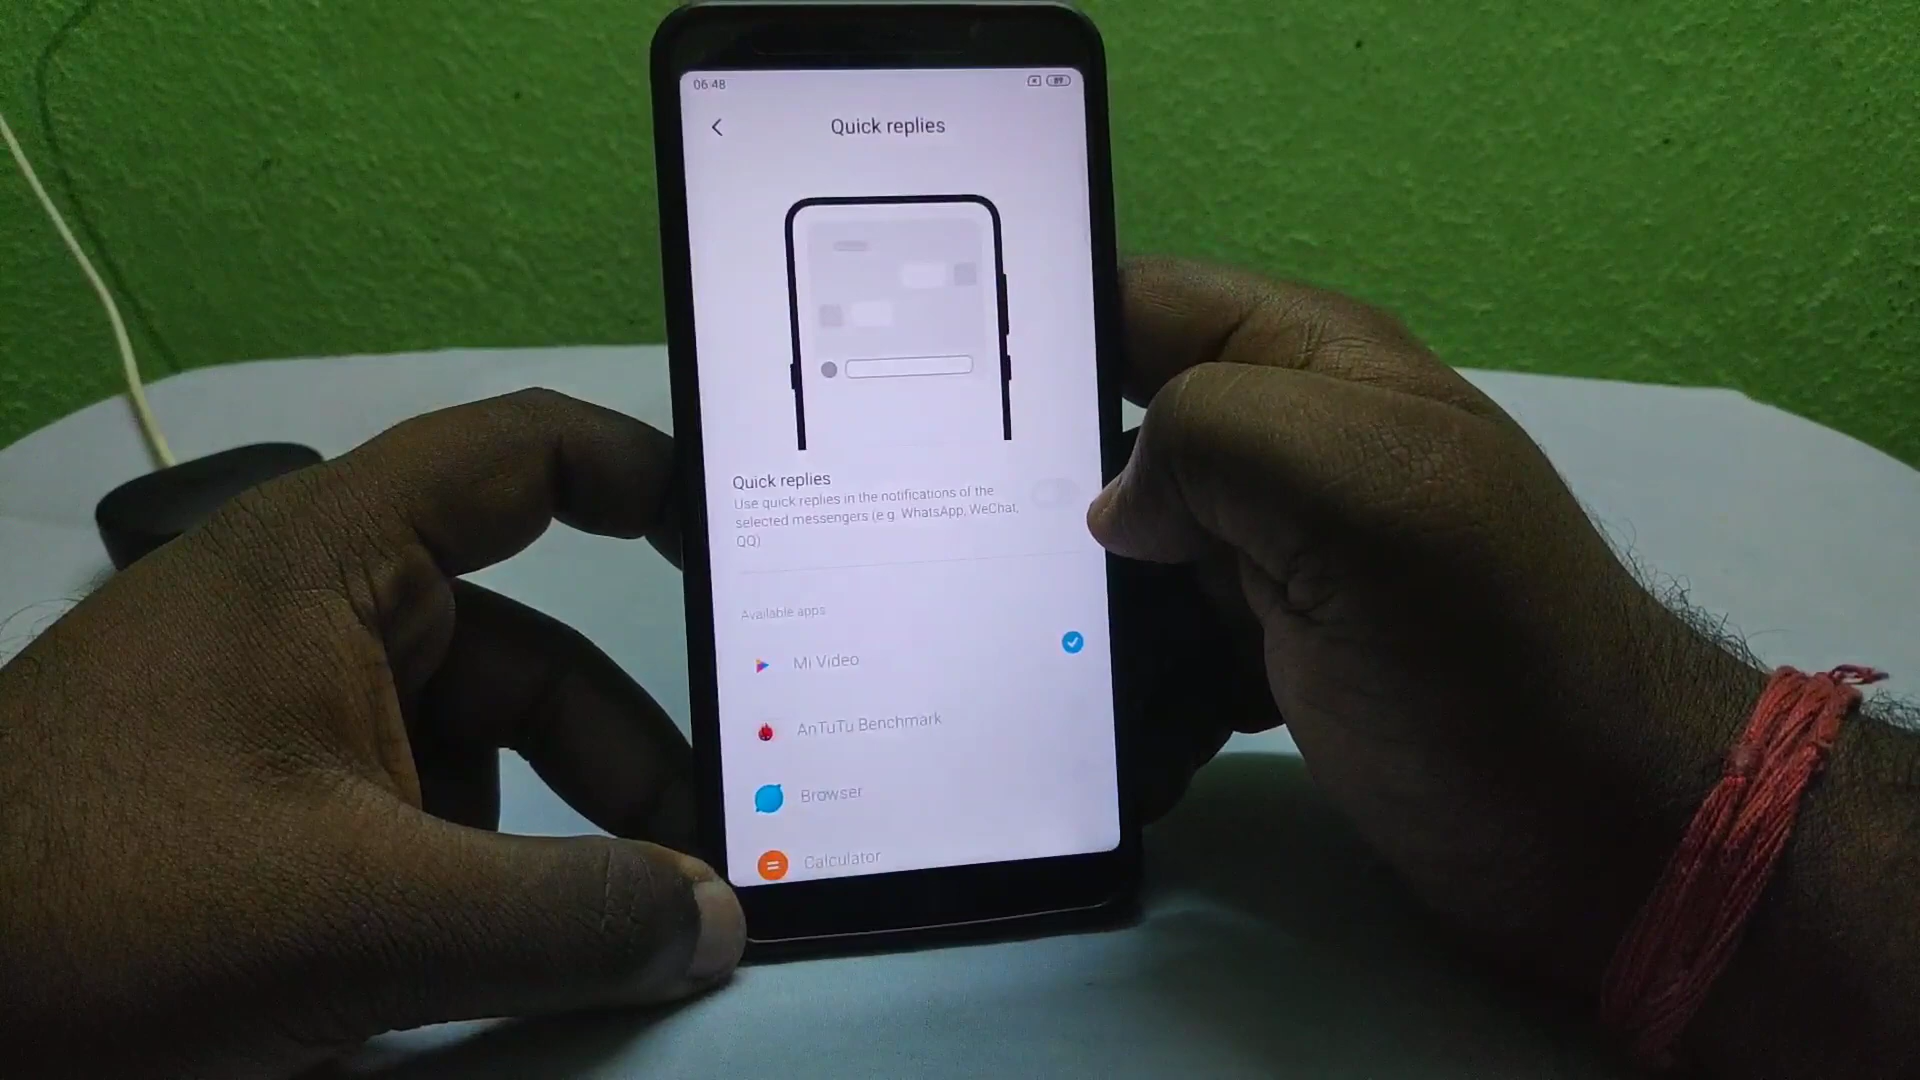 06:48
89
Quick replies
Quick replies
Use quick replies in the notifications of the
selected messengers (e.g. WhatsApp, WeChat,
QQ)
Available apps
Mi Video
AnTuTu Benchmark
Browser
Calculator